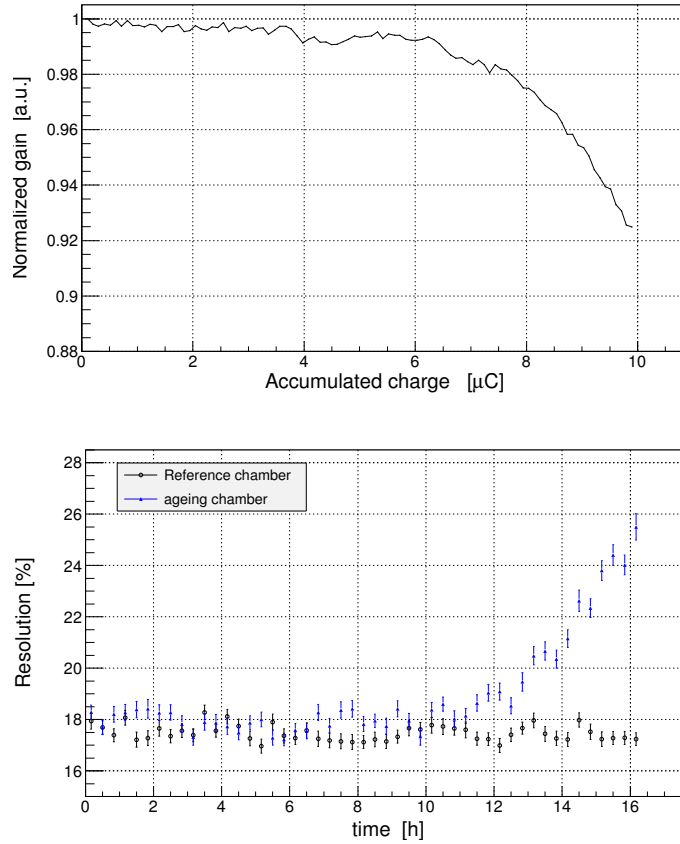 Normalized gain [a.u.]
1
0.98
0.96
0.94
0.92
0.9
0.88
0 2 4 6 8 10
Accumulated charge [μC]
Resolution [%]
28
26
24
22
20
18
16
Reference chamber
ageing chamber
0 2 4 6 8 10 12 14 16
time [h]